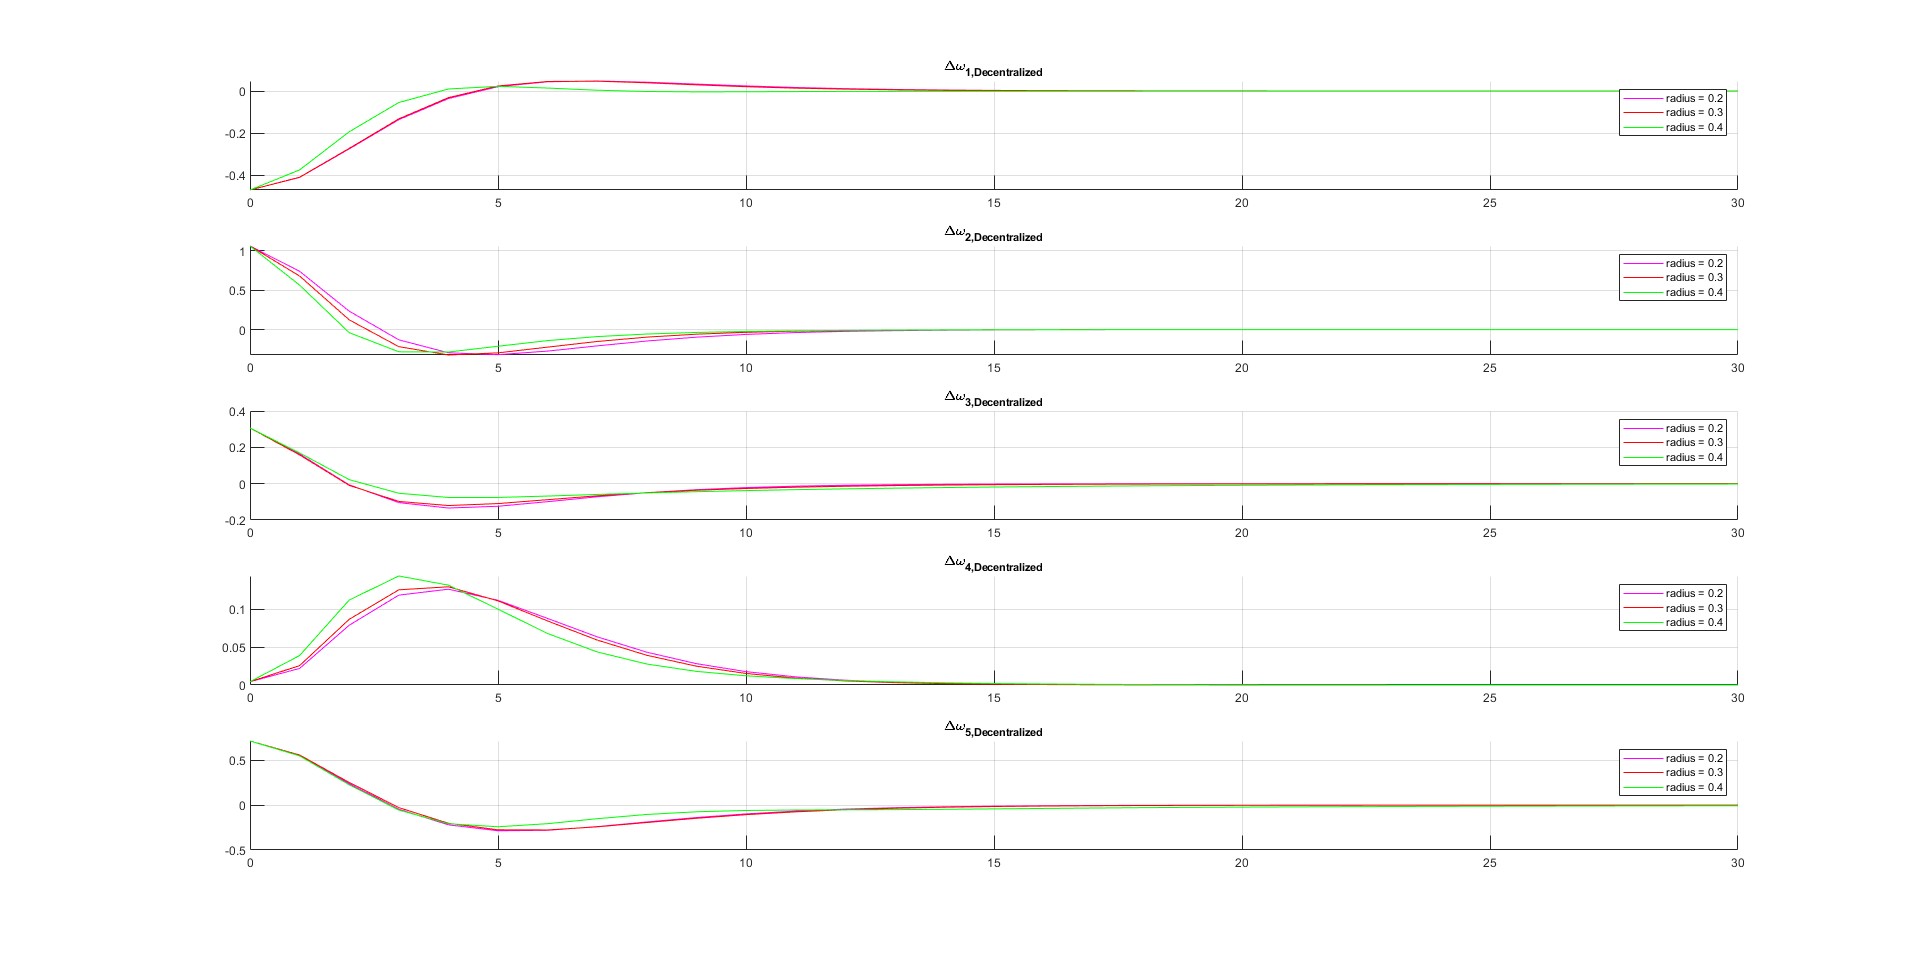 Δω1,Decentralized
0
-0.2
-0.4
radius = 0.2
radius = 0.3
radius = 0.4
0 5 10 15 20 25 30
Δω2,Decentralized
1
0.5
0
radius = 0.2
radius = 0.3
radius = 0.4
0 5 10 15 20 25 30
Δω3,Decentralized
0.4
0.2
0
-0.2
radius = 0.2
radius = 0.3
radius = 0.4
0 5 10 15 20 25 30
Δω4,Decentralized
0.1
0.05
0
radius = 0.2
radius = 0.3
radius = 0.4
0 5 10 15 20 25 30
Δω5,Decentralized
0.5
0
-0.5
radius = 0.2
radius = 0.3
radius = 0.4
0 5 10 15 20 25 30